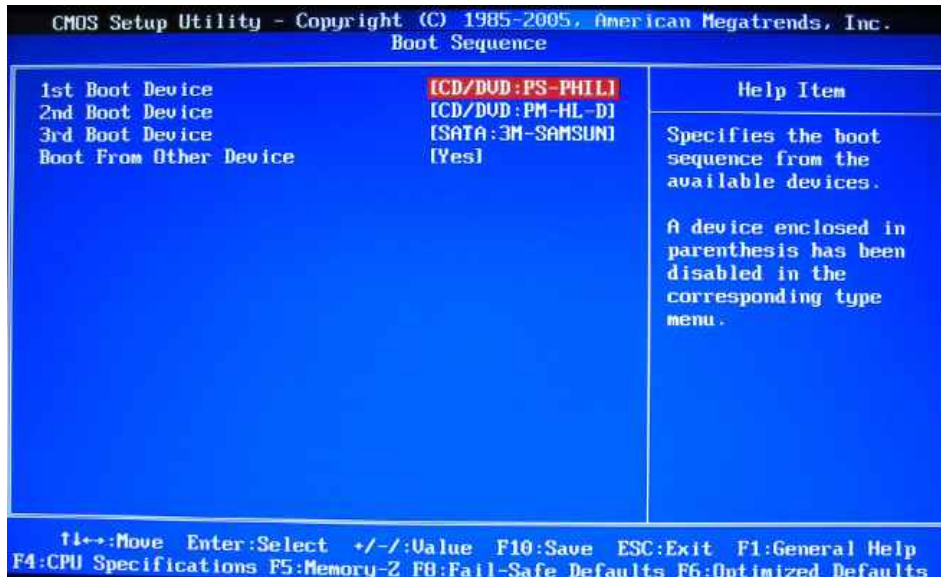 CMOS Setup Utility - Copyright (C) 1985-2005, American Megatrends, Inc.
Boot Sequence
1st Boot Device [CD/DVD:PS-PHIL]
2nd Boot Device [CD/DVD:PM-HL-D]
3rd Boot Device [SATA:3M-SAMSUN]
Boot From Other Device [Yes]
Help Item
Specifies the boot
sequence from the
available devices.
A device enclosed in
parenthesis has been
disabled in the
corresponding type
menu.
↑↓←→:Move Enter:Select +/-/:Value F10:Save ESC:Exit F1:General Help
F4:CPU Specifications F5:Memory-Z F8:Fail-Safe Defaults F6:Optimized Defaults